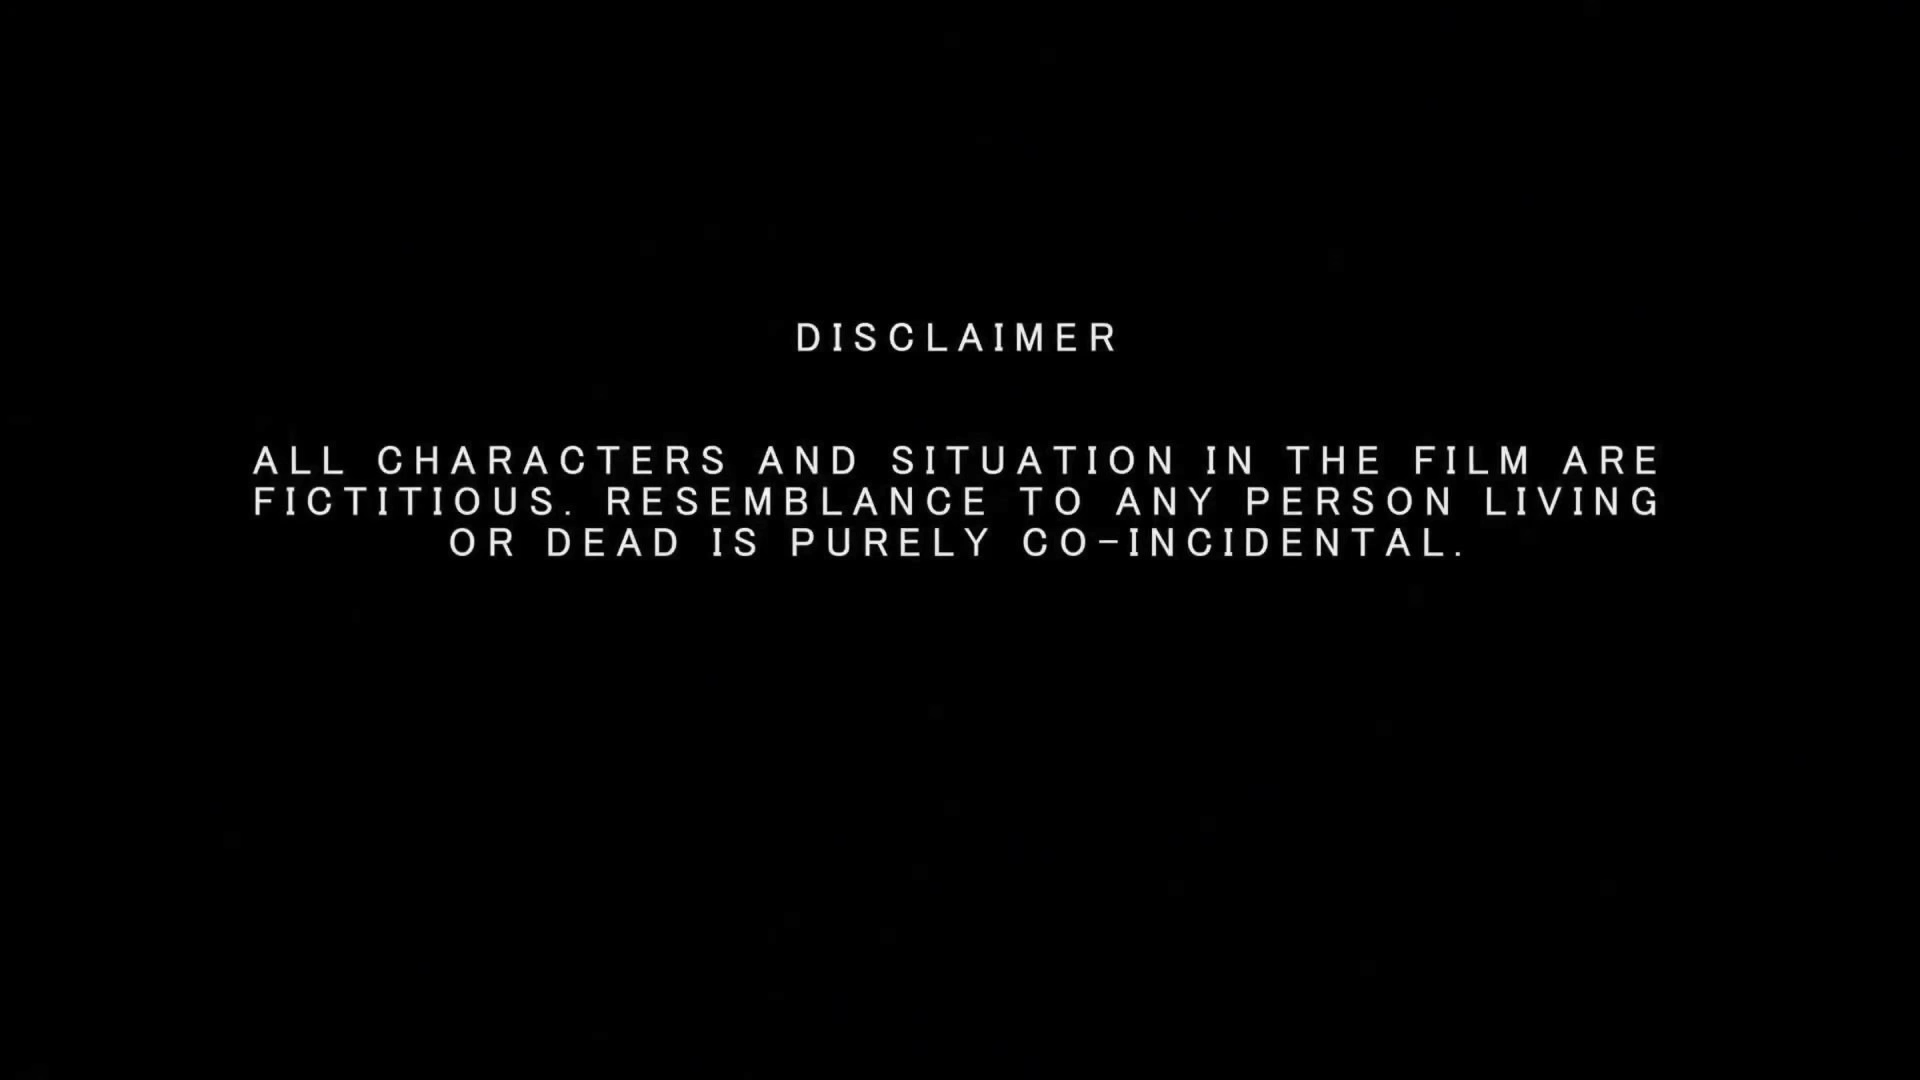 DISCLAIMER
ALL CHARACTERS AND SITUATION IN THE FILM ARE
FICTITIOUS. RESEMBLANCE TO ANY PERSON LIVING
OR DEAD IS PURELY CO-INCIDENTAL.